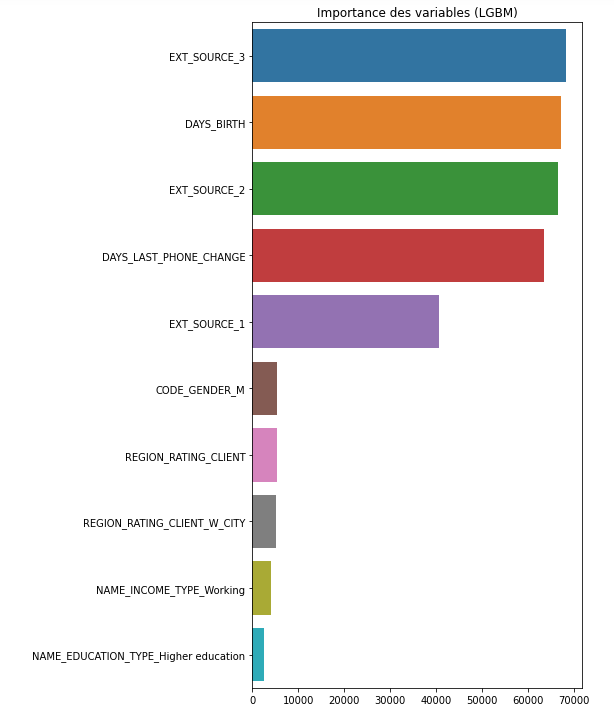 Importance des variables (LGBM)
EXT_SOURCE_3
DAYS_BIRTH
EXT_SOURCE_2
DAYS_LAST_PHONE_CHANGE
EXT_SOURCE_1
CODE_GENDER_M
REGION_RATING_CLIENT
REGION_RATING_CLIENT_W_CITY
NAME_INCOME_TYPE_Working
NAME_EDUCATION_TYPE_Higher education
0 10000 20000 30000 40000 50000 60000 70000